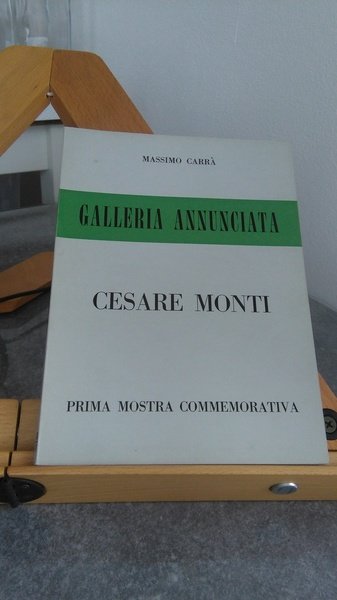 MASSIMO CARRÀ
GALLERIA ANNUNCIATA
CESARE MONTI
PRIMA MOSTRA COMMEMORATIVA